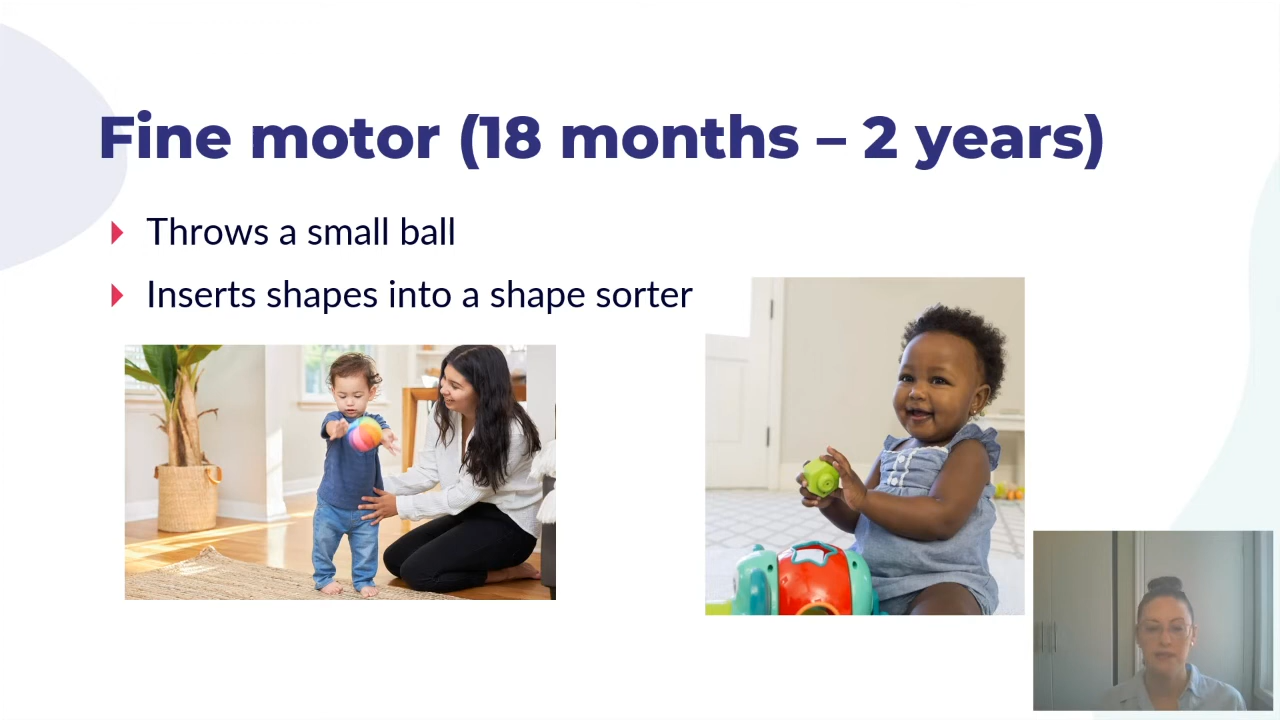 Fine motor (18 months – 2 years)
Throws a small ball
Inserts shapes into a shape sorter